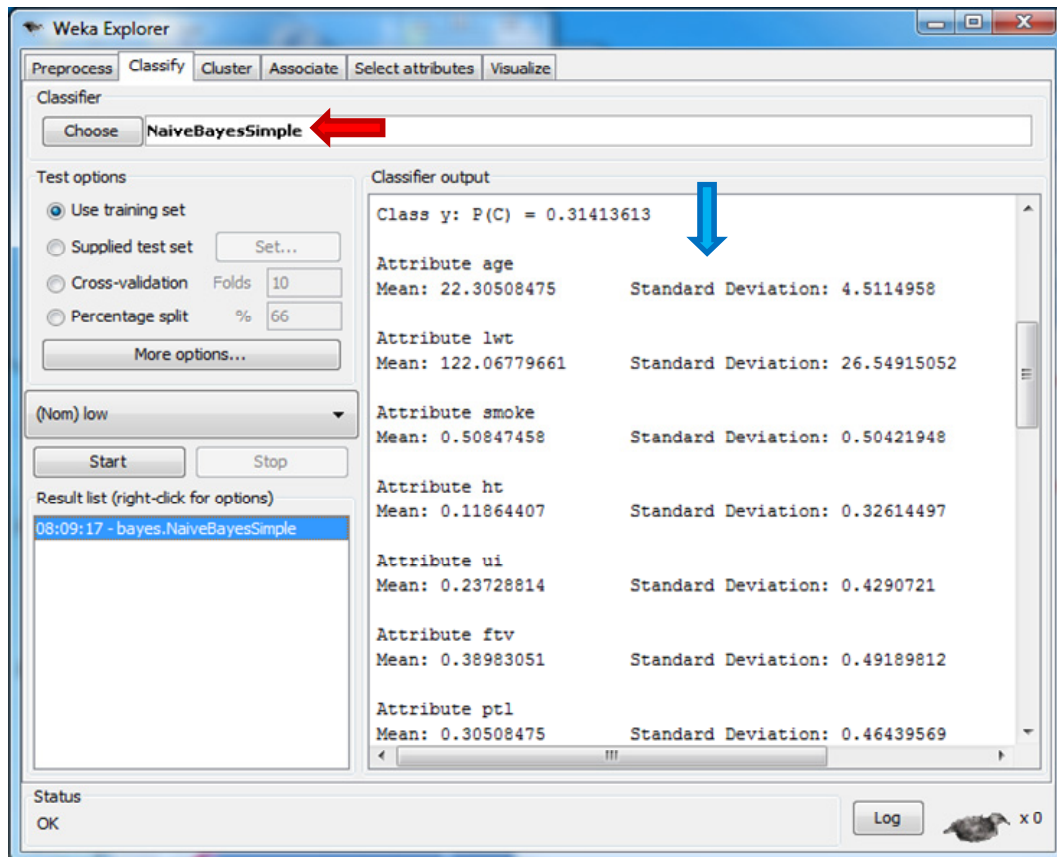 Weka Explorer
Preprocess Classify Cluster Associate Select attributes Visualize
Classifier
Choose NaiveBayesSimple
Test options
Use training set
Supplied test set Set...
Cross-validation Folds 10
Percentage split % 66
More options...
(Nom) low
Start Stop
Result list (right-click for options)
08:09:17 - bayes.NaiveBayesSimple
Classifier output
Class y: P(C) = 0.31413613
Attribute age
Mean: 22.30508475 Standard Deviation: 4.5114958
Attribute lwt
Mean: 122.06779661 Standard Deviation: 26.54915052
Attribute smoke
Mean: 0.50847458 Standard Deviation: 0.50421948
Attribute ht
Mean: 0.11864407 Standard Deviation: 0.32614497
Attribute ui
Mean: 0.23728814 Standard Deviation: 0.4290721
Attribute ftv
Mean: 0.38983051 Standard Deviation: 0.49189812
Attribute ptl
Mean: 0.30508475 Standard Deviation: 0.46439569
Status
OK
Log x 0